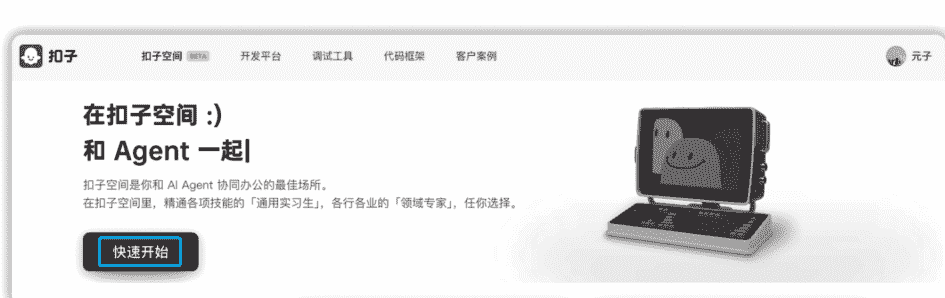 扣子
扣子空间 BETA 开发平台 调试工具 代码框架 客户案例
元子
在扣子空间 :)
和 Agent 一起
扣子空间是你和 AI Agent 协同办公的最佳场所。
在扣子空间里，精通各项技能的「通用实习生」，各行各业的「领域专家」，任你选择。
快速开始